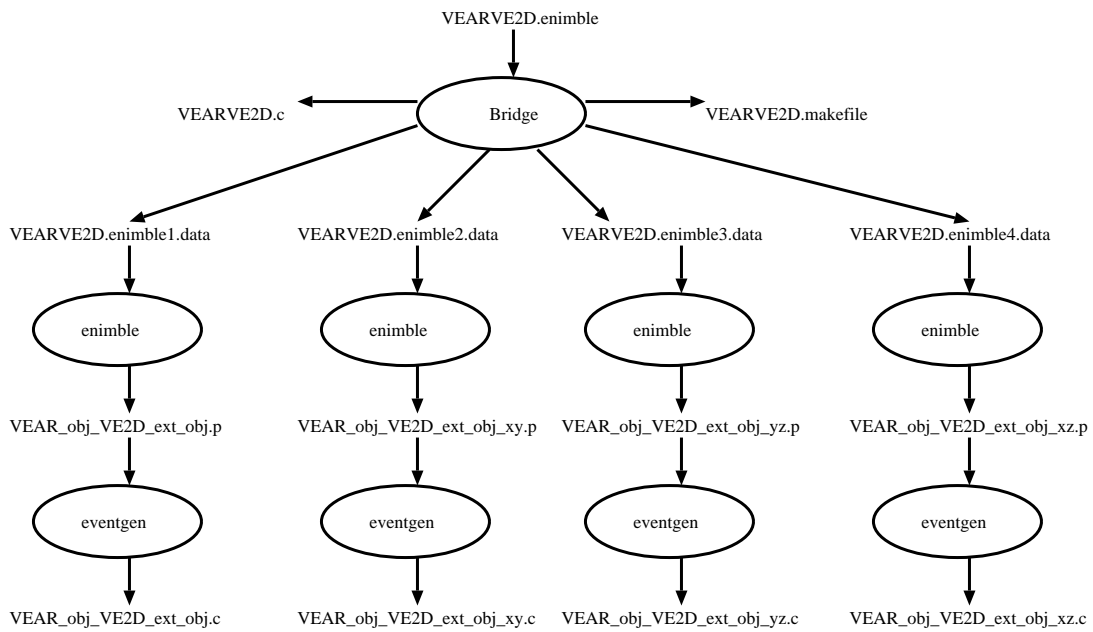 VEARVE2D.enimble
VEARVE2D.c
Bridge
VEARVE2D.makefile
VEARVE2D.enimble1.data
VEARVE2D.enimble2.data
VEARVE2D.enimble3.data
VEARVE2D.enimble4.data
enimble
enimble
enimble
enimble
VEAR_obj_VE2D_ext_obj.p
VEAR_obj_VE2D_ext_obj_xy.p
VEAR_obj_VE2D_ext_obj_yz.p
VEAR_obj_VE2D_ext_obj_xz.p
eventgen
eventgen
eventgen
eventgen
VEAR_obj_VE2D_ext_obj.c
VEAR_obj_VE2D_ext_obj_xy.c
VEAR_obj_VE2D_ext_obj_yz.c
VEAR_obj_VE2D_ext_obj_xz.c